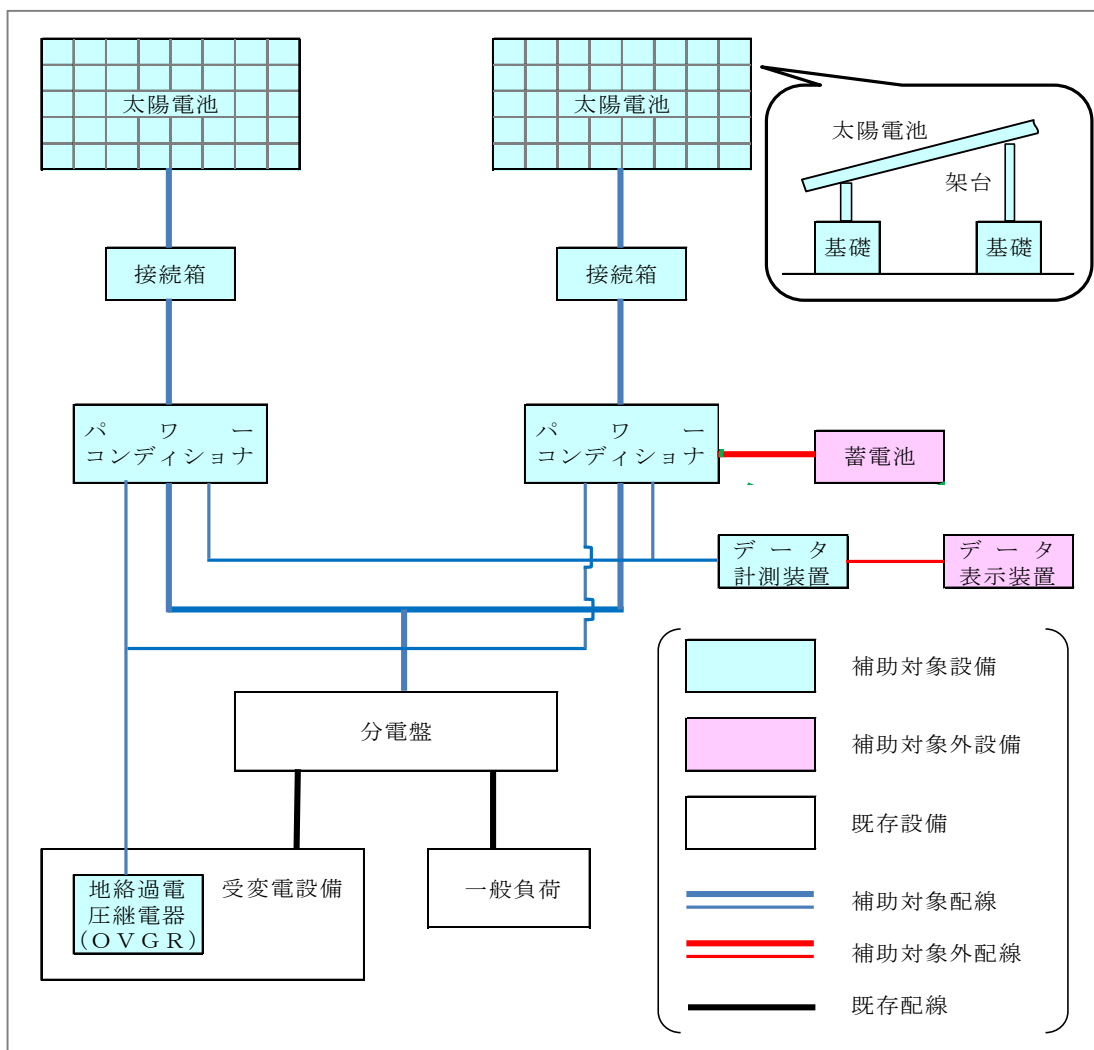 太陽電池
太陽電池
太陽電池
架台
基礎
基礎
接続箱
接続箱
パワー
コンディショナ
パワー
コンディショナ
蓄電池
データ
計測装置
データ
表示装置
分電盤
地絡過電
圧継電器
(OVGR)
受変電設備
一般負荷
補助対象設備
補助対象外設備
既存設備
補助対象配線
補助対象外配線
既存配線